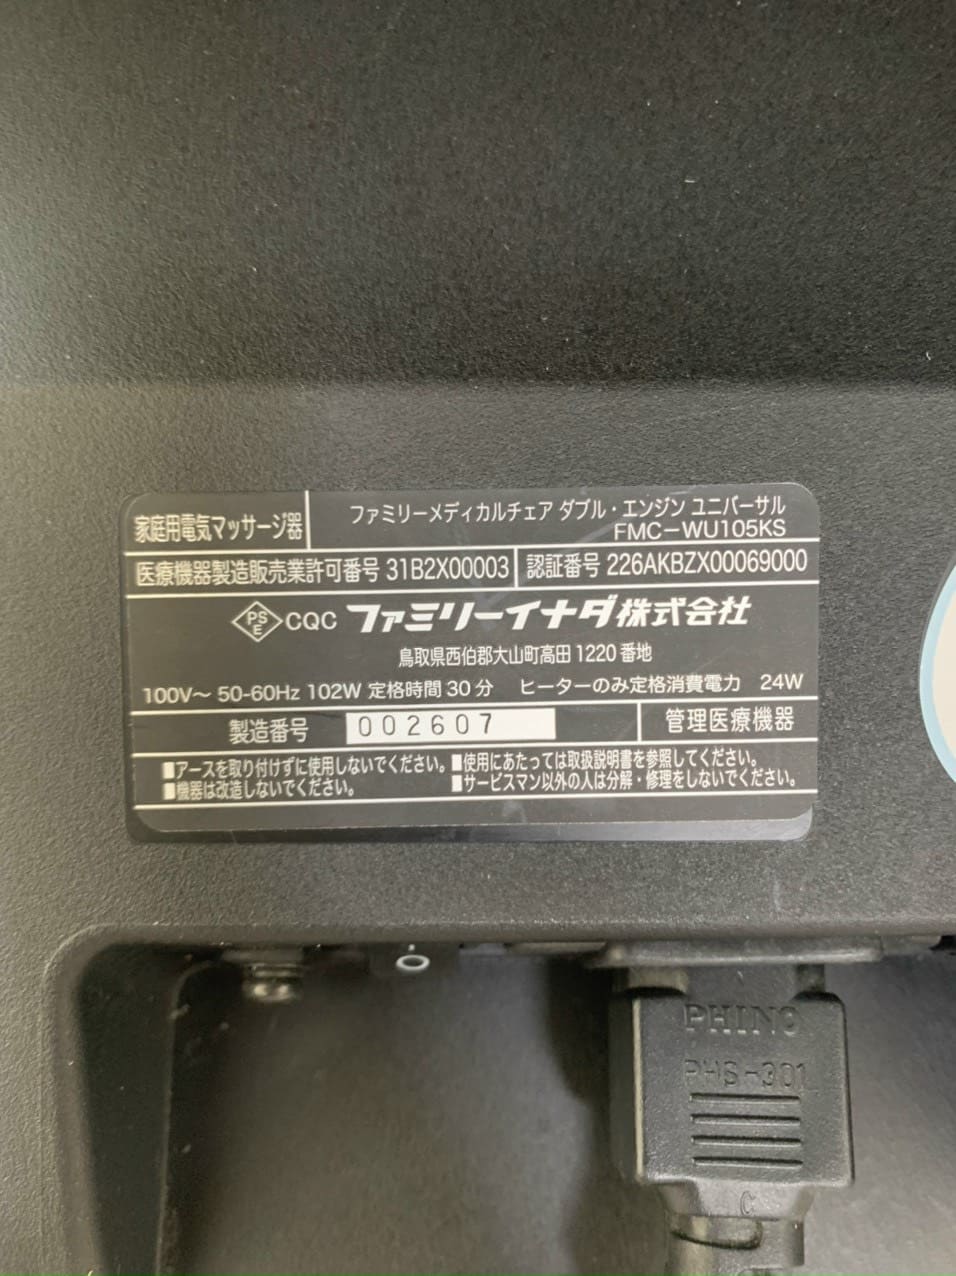 家庭用電気マッサージ器
ファミリーメディカルチェア ダブル・エンジン ユニバーサル
FMC-WU105KS
医療機器製造販売業許可番号 31B2X00003
認証番号 226AKBZX00069000
PSE CQC ファミリーイナダ株式会社
鳥取県西伯郡大山町高田1220番地
100V～ 50-60Hz 102W 定格時間30分 ヒーターのみ定格消費電力 24W
製造番号 002607 管理医療機器
■アースを取り付けずに使用しないでください。 ■使用にあたっては取扱説明書を参照してください。
■機器は改造しないでください。 ■サービスマン以外の人は分解・修理をしないでください。
PHINO
PHS-301
C